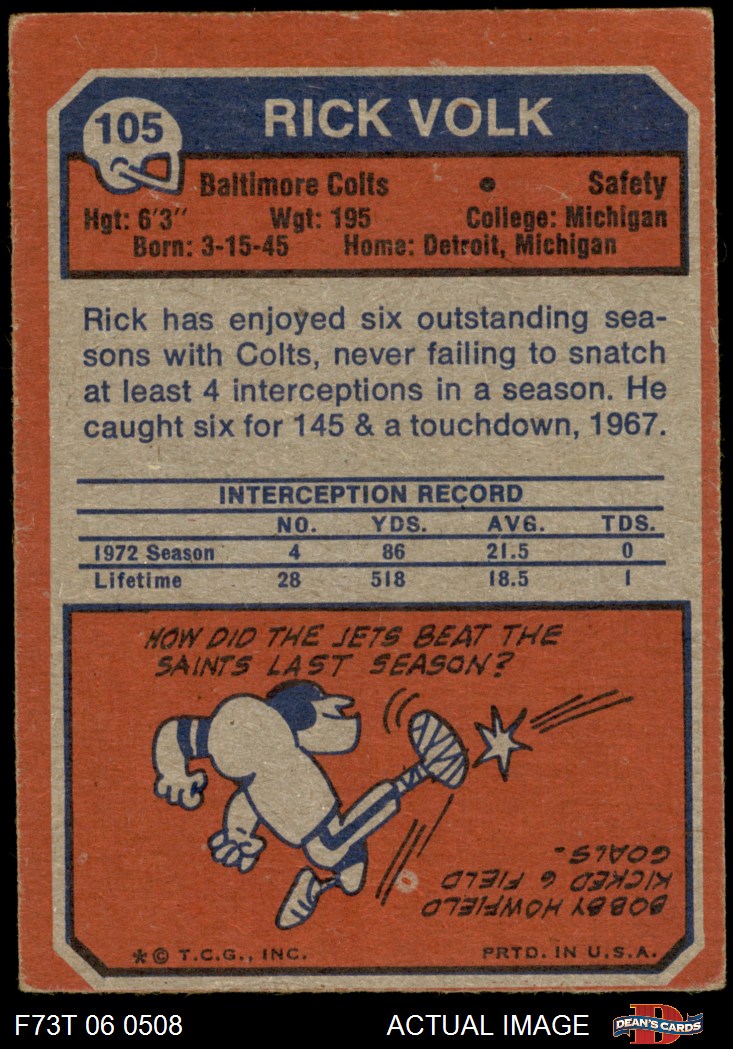 105
RICK VOLK
Baltimore Colts • Safety
Hgt: 6'3" Wgt: 195 College: Michigan
Born: 3-15-45 Home: Detroit, Michigan
Rick has enjoyed six outstanding sea-
sons with Colts, never failing to snatch
at least 4 interceptions in a season. He
caught six for 145 & a touchdown, 1967.
INTERCEPTION RECORD
NO. YDS. AVG. TDS.
1972 Season 4 86 21.5 0
Lifetime 28 518 18.5 1
HOW DID THE JETS BEAT THE
SAINTS LAST SEASON?
BOBBY HOWFIELD
KICKED 6 FIELD
GOALS.
*© T.C.G., INC. PRTD. IN U.S.A.
F73T 06 0508 ACTUAL IMAGE
D
DEAN'S CARDS